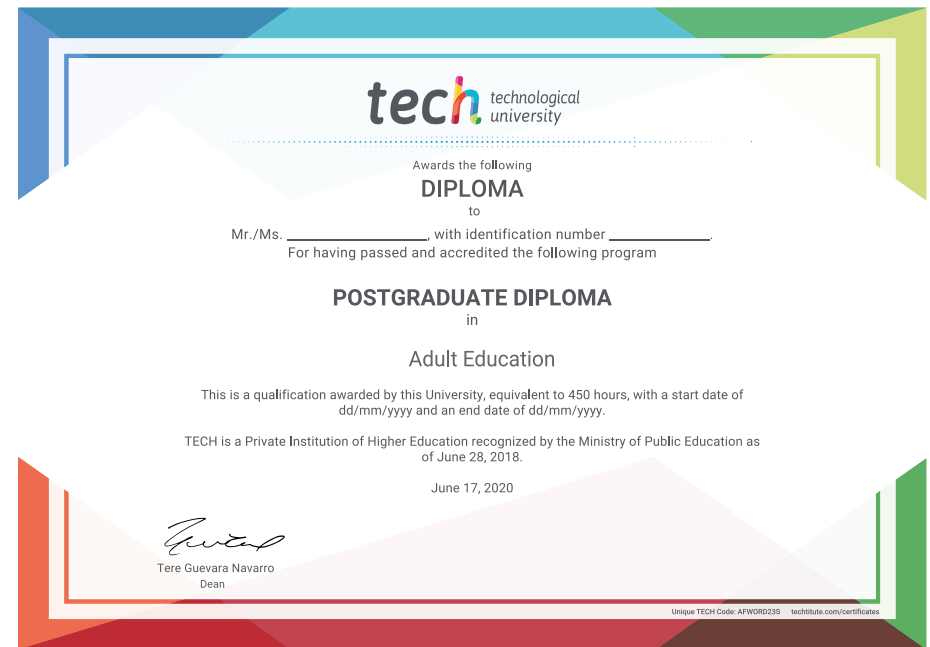 tech technological
university
Awards the following
DIPLOMA
to
Mr./Ms. ____________________, with identification number ______________.
For having passed and accredited the following program
POSTGRADUATE DIPLOMA
in
Adult Education
This is a qualification awarded by this University, equivalent to 450 hours, with a start date of
dd/mm/yyyy and an end date of dd/mm/yyyy.
TECH is a Private Institution of Higher Education recognized by the Ministry of Public Education as
of June 28, 2018.
June 17, 2020
Tere Guevara Navarro
Dean
Unique TECH Code: AFWORD23S techtitute.com/certificates